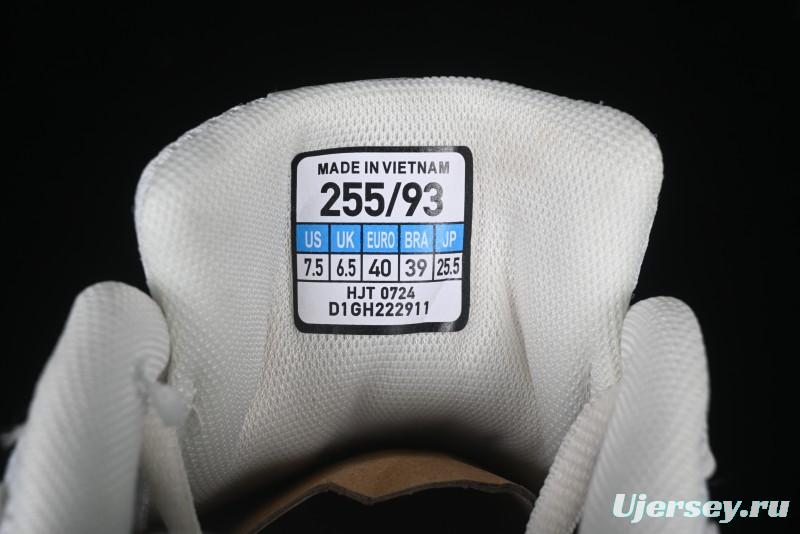 MADE IN VIETNAM
255/93
US UK EURO BRA JP
7.5 6.5 40 39 25.5
HJT 0724
D1GH222911
Ujersey.ru